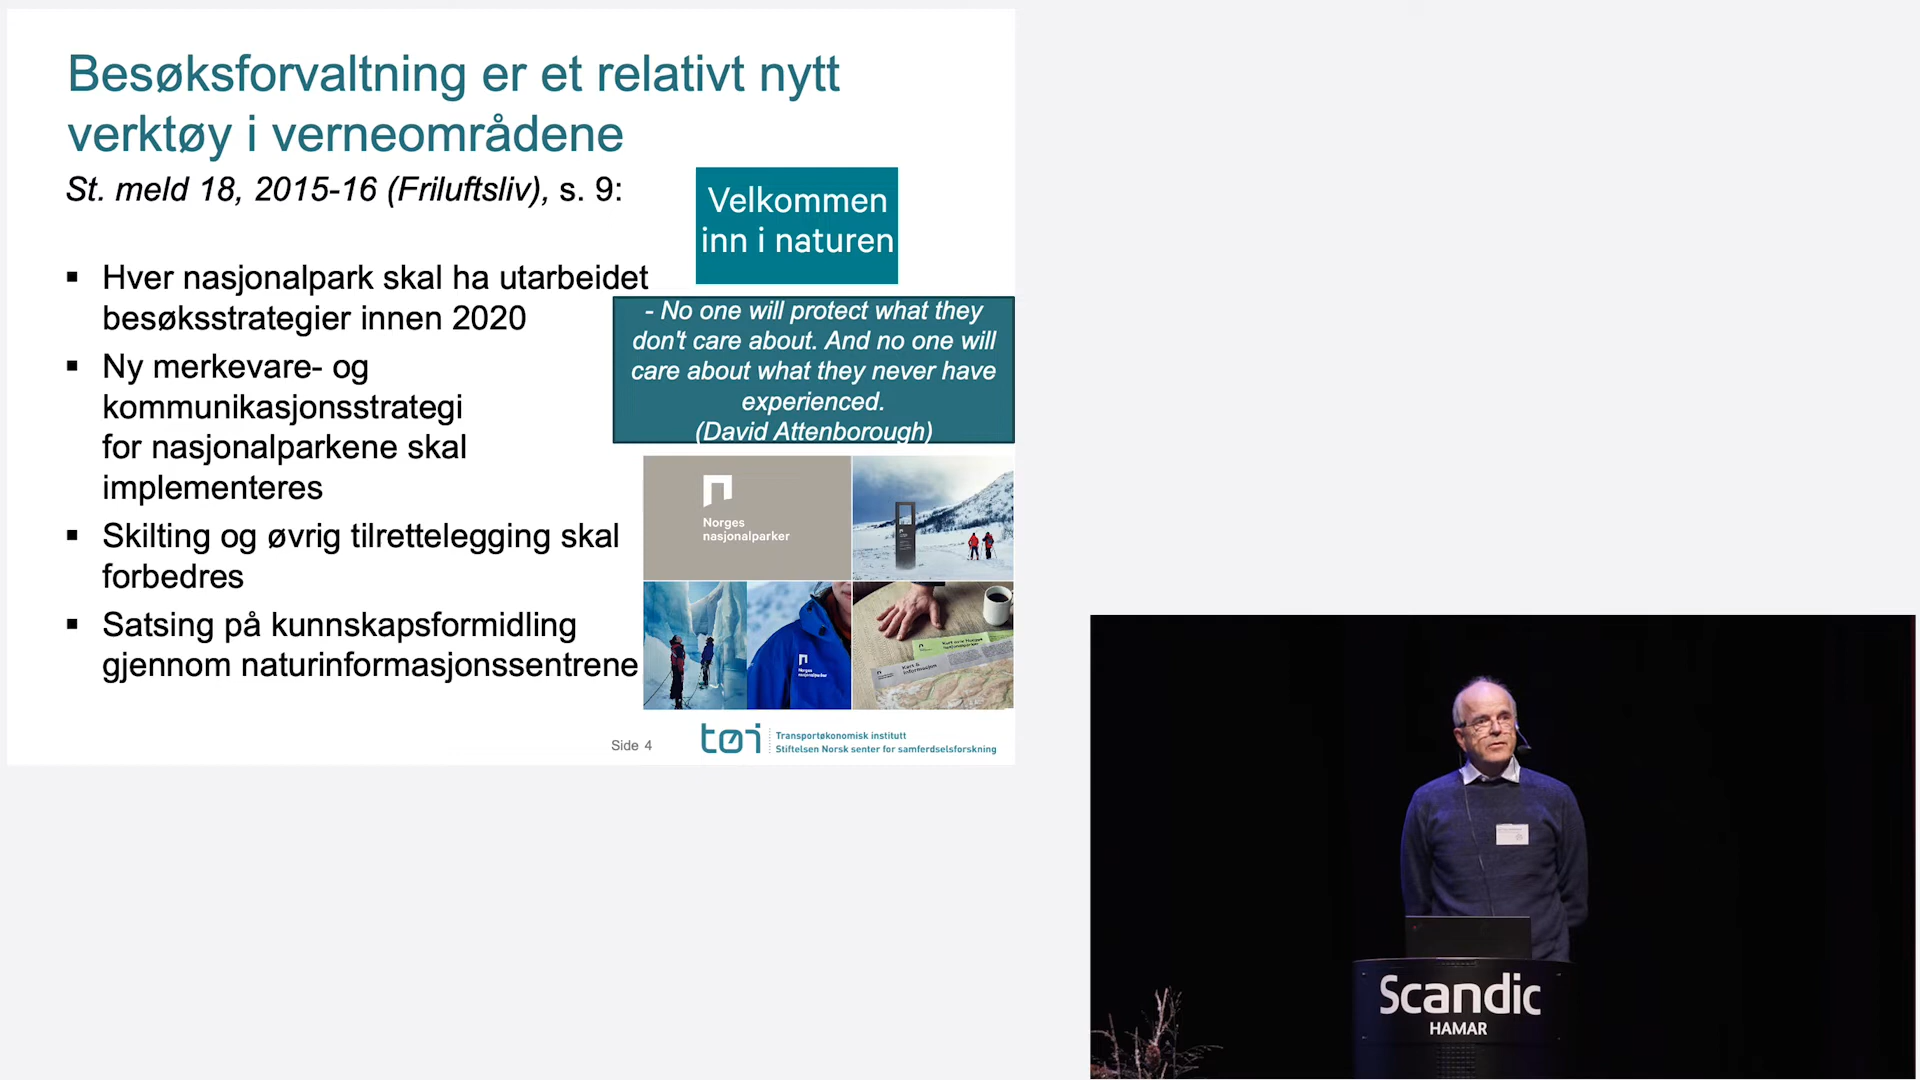 Besøksforvaltning er et relativt nytt
verktøy i verneområdene
St. meld 18, 2015-16 (Friluftsliv), s. 9:
▪ Hver nasjonalpark skal ha utarbeidet
besøksstrategier innen 2020
▪ Ny merkevare- og
kommunikasjonsstrategi
for nasjonalparkene skal
implementeres
▪ Skilting og øvrig tilrettelegging skal
forbedres
▪ Satsing på kunnskapsformidling
gjennom naturinformasjonssentrene
Velkommen
inn i naturen
- No one will protect what they
don't care about. And no one will
care about what they never have
experienced.
(David Attenborough)
Norges
nasjonalparker
Norges
nasjonalparker
Side 4
tøi
Transportøkonomisk institutt
Stiftelsen Norsk senter for samferdselsforskning
Scandic
HAMAR